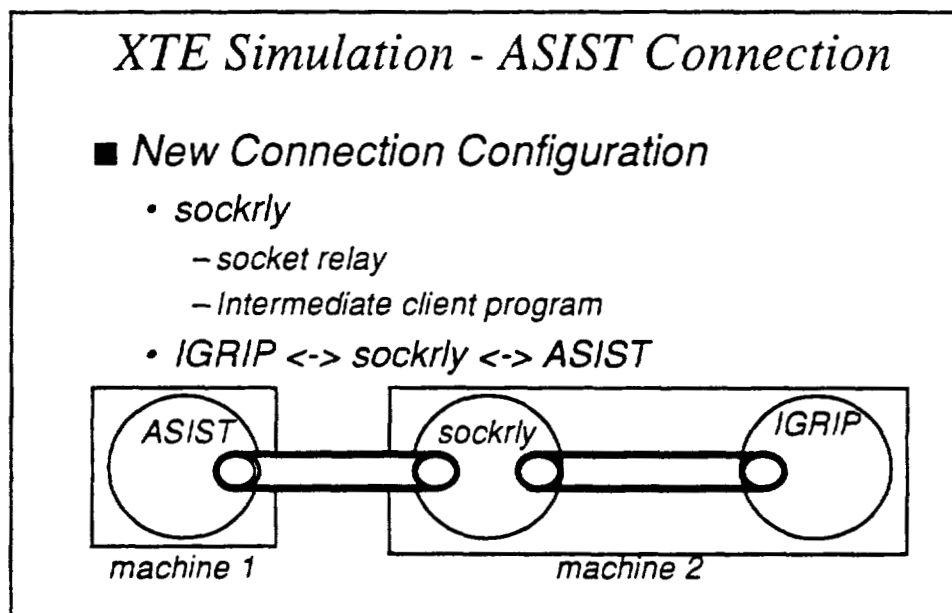 XTE Simulation - ASIST Connection
■ New Connection Configuration
• sockrly
– socket relay
– Intermediate client program
• IGRIP <-> sockrly <-> ASIST
ASIST sockrly IGRIP
machine 1 machine 2